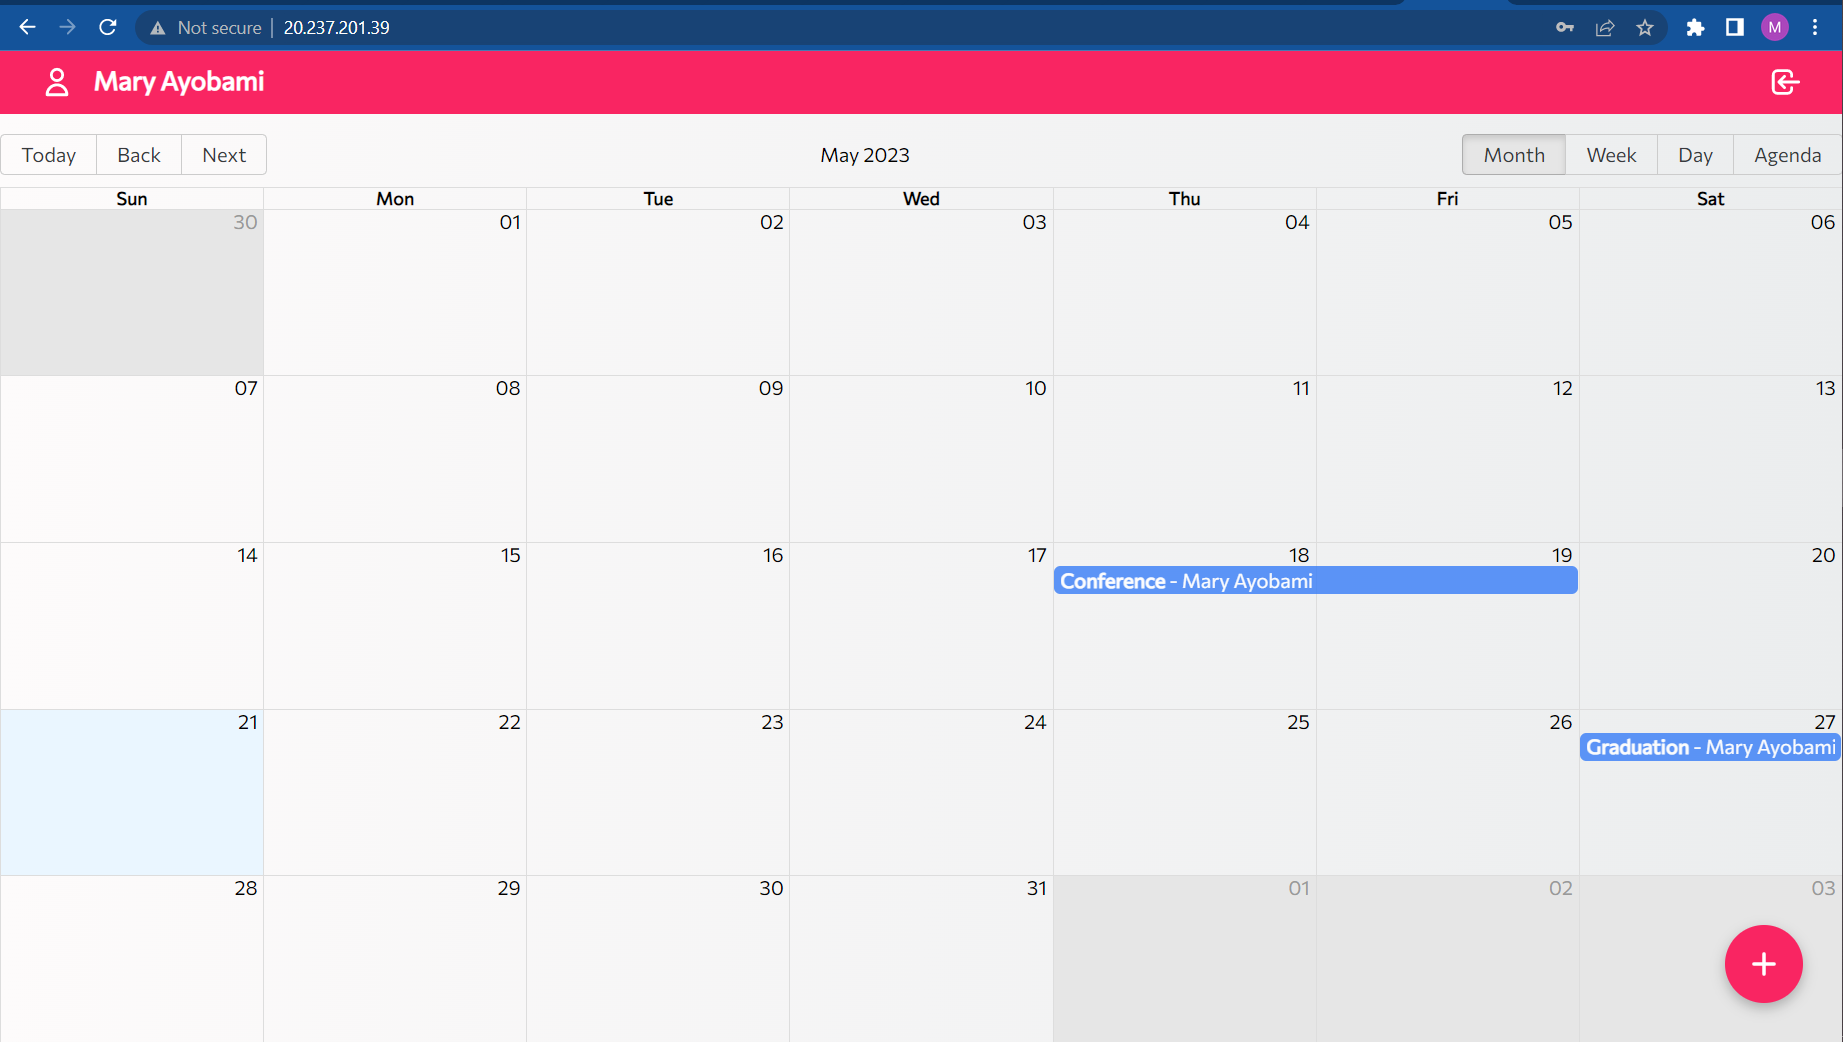 Not secure | 20.237.201.39
M
Mary Ayobami
Today Back Next May 2023 Month Week Day Agenda
Sun Mon Tue Wed Thu Fri Sat
30 01 02 03 04 05 06
07 08 09 10 11 12 13
14 15 16 17 18 19 20
Conference - Mary Ayobami
21 22 23 24 25 26 27
Graduation - Mary Ayobami
28 29 30 31 01 02 03
+